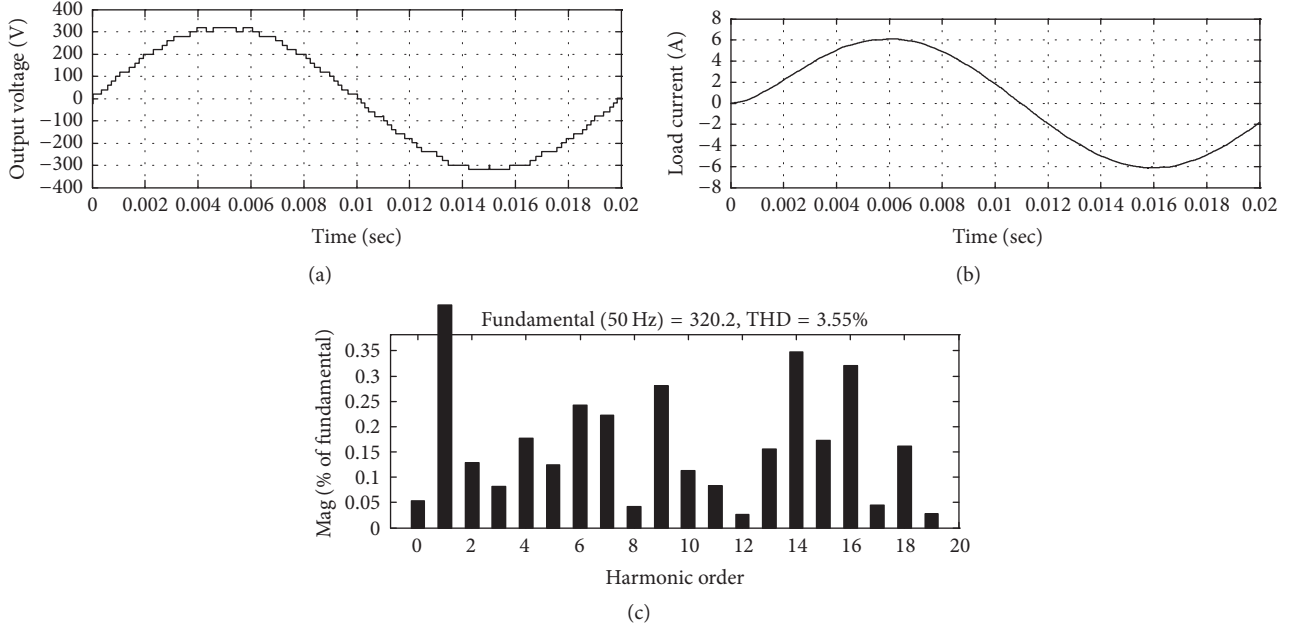 Output voltage (V)
400
300
200
100
0
−100
−200
−300
−400
0 0.002 0.004 0.006 0.008 0.01 0.012 0.014 0.016 0.018 0.02
Time (sec)
(a)
Load current (A)
8
6
4
2
0
−2
−4
−6
−8
0 0.002 0.004 0.006 0.008 0.01 0.012 0.014 0.016 0.018 0.02
Time (sec)
(b)
Fundamental (50 Hz) = 320.2, THD = 3.55%
Mag (% of fundamental)
0.35
0.3
0.25
0.2
0.15
0.1
0.05
0
0 2 4 6 8 10 12 14 16 18 20
Harmonic order
(c)